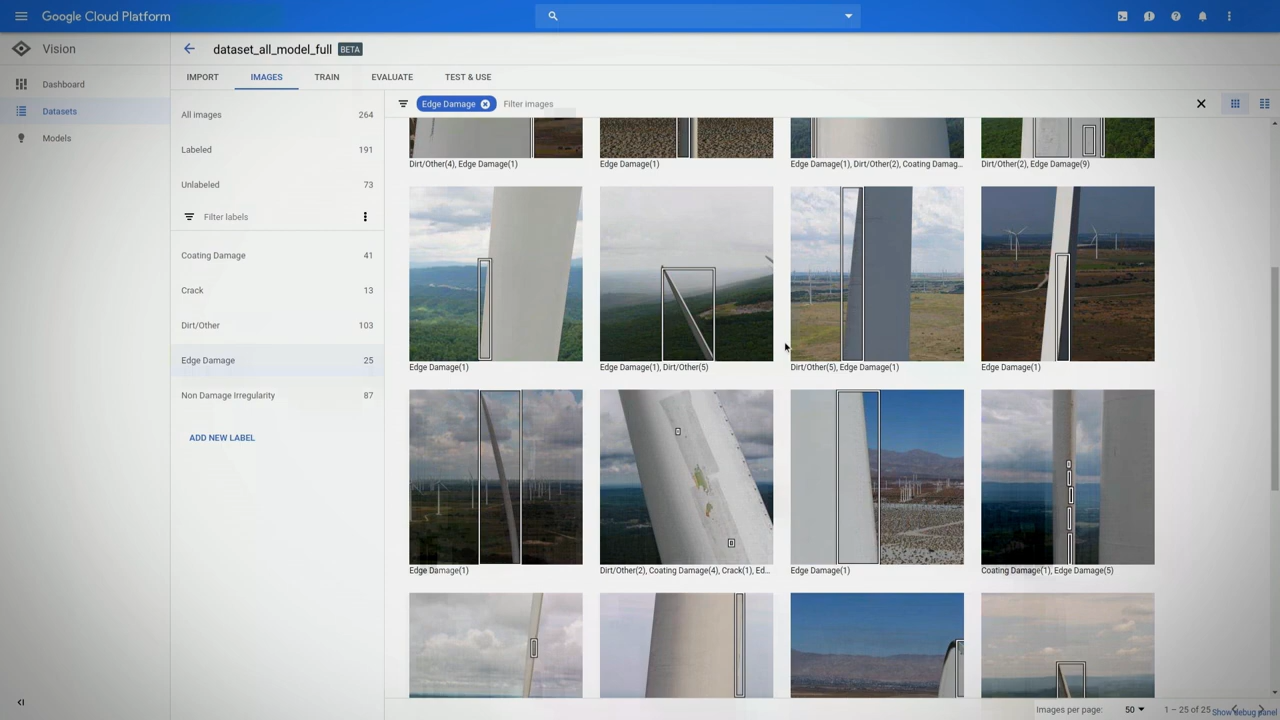 Google Cloud Platform
Vision
dataset_all_model_full BETA
Dashboard
Datasets
Models
IMPORT IMAGES TRAIN EVALUATE TEST & USE
All images 264
Labeled 191
Unlabeled 73
Filter labels
Coating Damage 41
Crack 13
Dirt/Other 103
Edge Damage 25
Non Damage Irregularity 87
ADD NEW LABEL
Edge Damage Filter images
Dirt/Other(4), Edge Damage(1)
Edge Damage(1)
Edge Damage(1), Dirt/Other(2), Coating Damag...
Dirt/Other(2), Edge Damage(9)
Edge Damage(1)
Edge Damage(1), Dirt/Other(5)
Dirt/Other(5), Edge Damage(1)
Edge Damage(1)
Edge Damage(1)
Dirt/Other(2), Coating Damage(4), Crack(1), Ed...
Edge Damage(1)
Coating Damage(1), Edge Damage(5)
Images per page: 50 1 – 25 of 25
Show debug panel